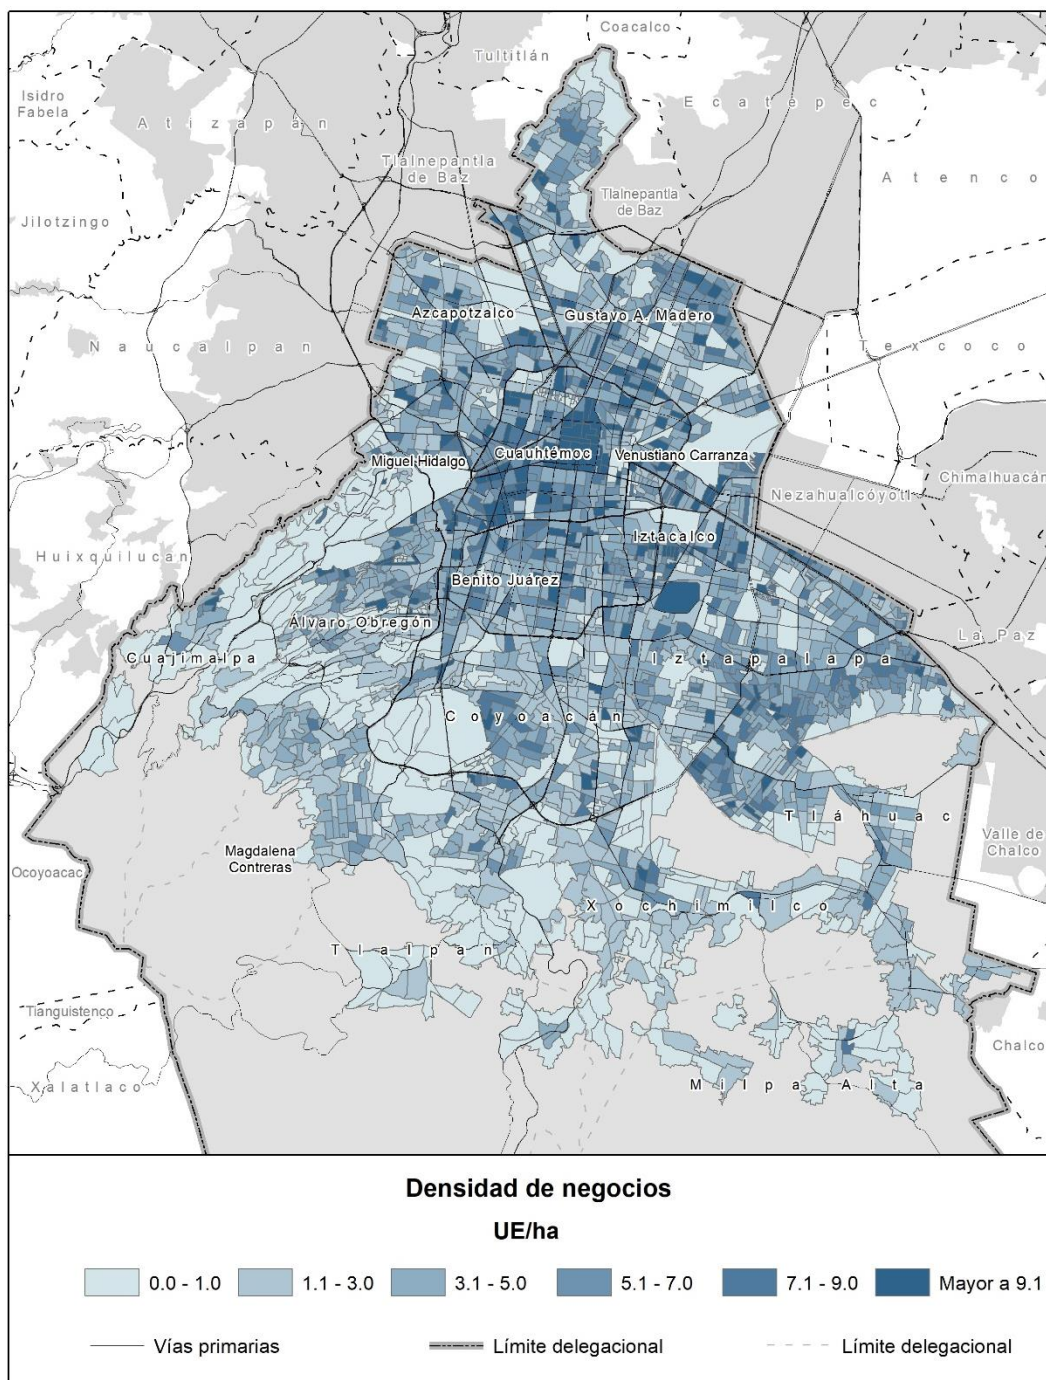 Coacalco
Tultitlán
Isidro
Fabela
Ecatepec
Atizapán
Tlalnepantla
de Baz
Atenco
Tlalnepantla
de Baz
Jilotzingo
Azcapotzalco
Gustavo A. Madero
Naucalpan
Texcoco
Cuauhtémoc
Miguel Hidalgo
Venustiano Carranza
Chimalhuacán
Nezahualcóyotl
Iztacalco
Huixquilucan
Benito Juárez
Álvaro Obregón
La Paz
Cuajimalpa
Iztapalapa
Coyoacán
Tláhuac
Valle de
Chalco
Magdalena
Contreras
Ocoyoacac
Xochimilco
Tlalpan
Tianguistenco
Chalco
Xalatlaco
Milpa Alta
Densidad de negocios
UE/ha
0.0 - 1.0 1.1 - 3.0 3.1 - 5.0 5.1 - 7.0 7.1 - 9.0 Mayor a 9.1
Vías primarias Límite delegacional Límite delegacional